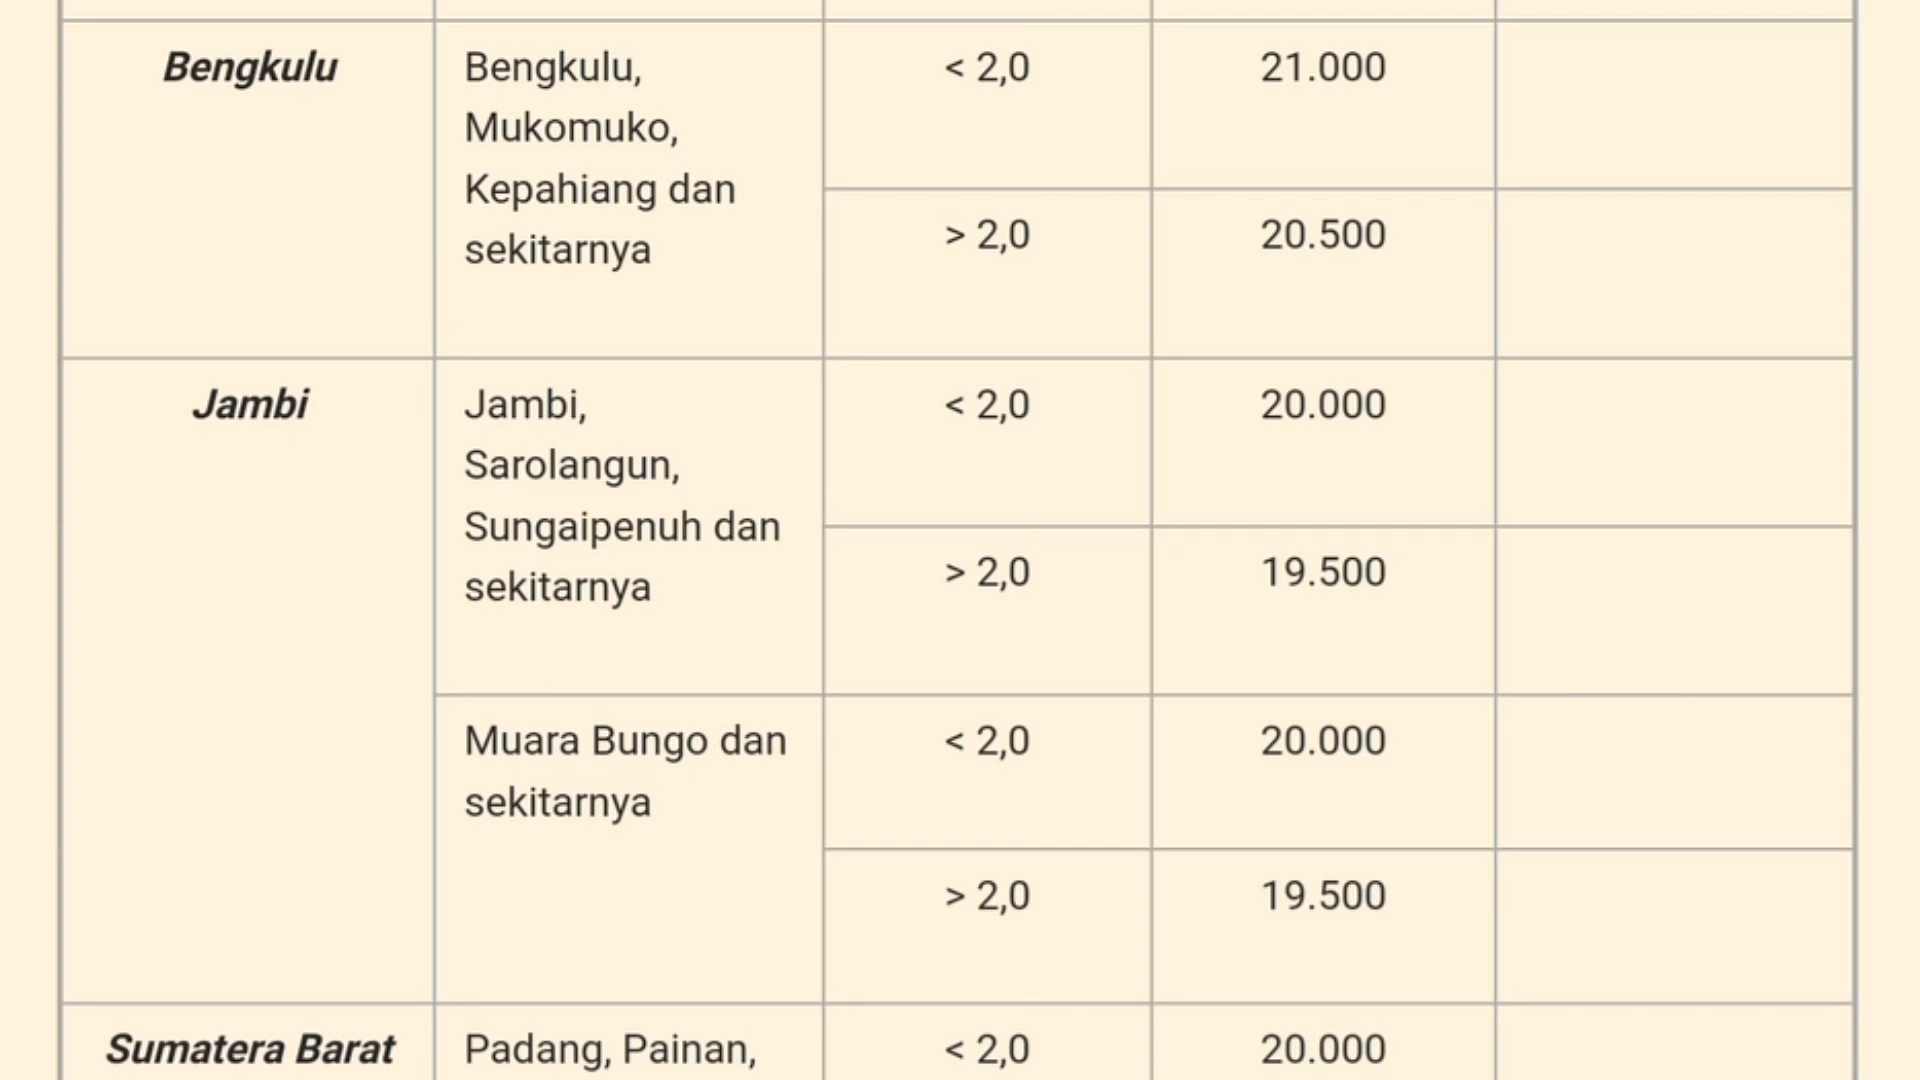 Bengkulu
Bengkulu,
Mukomuko,
Kepahiang dan
sekitarnya
< 2,0
21.000
> 2,0
20.500
Jambi
Jambi,
Sarolangun,
Sungaipenuh dan
sekitarnya
< 2,0
20.000
> 2,0
19.500
Muara Bungo dan
sekitarnya
< 2,0
20.000
> 2,0
19.500
Sumatera Barat
Padang, Painan,
< 2,0
20.000